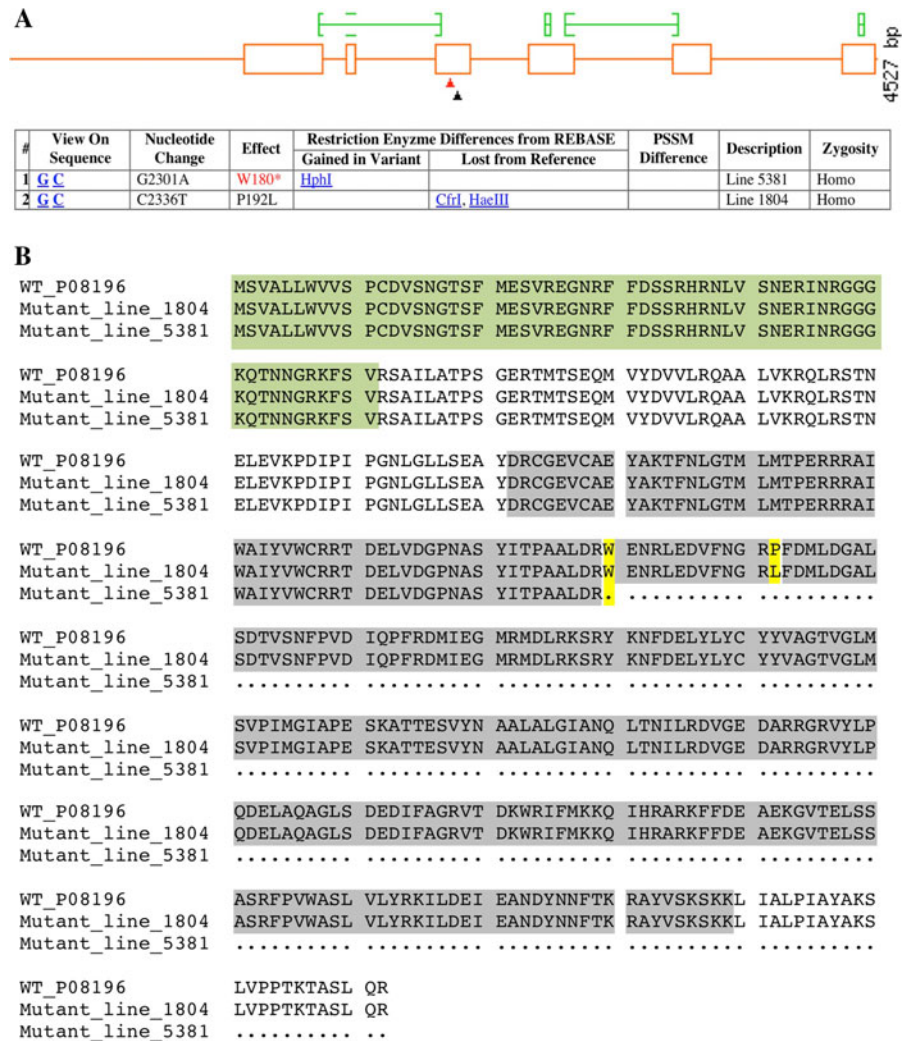 A
4527 bp
# View On Sequence Nucleotide Change Effect Restriction Enyzme Differences from REBASE PSSM Difference Description Zygosity
Gained in Variant Lost from Reference
1 G C G2301A W180* HphI Line 5381 Homo
2 G C C2336T P192L CfrI, HaeIII Line 1804 Homo
B
WT_P08196 MSVALLWVVS PCDVSNGTSF MESVREGNRF FDSSRHRNLV SNERINRGGG
Mutant_line_1804 MSVALLWVVS PCDVSNGTSF MESVREGNRF FDSSRHRNLV SNERINRGGG
Mutant_line_5381 MSVALLWVVS PCDVSNGTSF MESVREGNRF FDSSRHRNLV SNERINRGGG
WT_P08196 KQTNNGRKFS VRSAILATPS GERTMTSEQM VYDVVLRQAA LVKRQLRSTN
Mutant_line_1804 KQTNNGRKFS VRSAILATPS GERTMTSEQM VYDVVLRQAA LVKRQLRSTN
Mutant_line_5381 KQTNNGRKFS VRSAILATPS GERTMTSEQM VYDVVLRQAA LVKRQLRSTN
WT_P08196 ELEVKPDIPI PGNLGLLSEA YDRCGEVCAE YAKTFNLGTM LMTPERRRAI
Mutant_line_1804 ELEVKPDIPI PGNLGLLSEA YDRCGEVCAE YAKTFNLGTM LMTPERRRAI
Mutant_line_5381 ELEVKPDIPI PGNLGLLSEA YDRCGEVCAE YAKTFNLGTM LMTPERRRAI
WT_P08196 WAIYVWCRRT DELVDGPNAS YITPAALDRW ENRLEDVFNG RPFDMLDGAL
Mutant_line_1804 WAIYVWCRRT DELVDGPNAS YITPAALDRW ENRLEDVFNG RLFDMLDGAL
Mutant_line_5381 WAIYVWCRRT DELVDGPNAS YITPAALDR. .......... ..........
WT_P08196 SDTVSNFPVD IQPFRDMIEG MRMDLRKSRY KNFDELYLYC YYVAGTVGLM
Mutant_line_1804 SDTVSNFPVD IQPFRDMIEG MRMDLRKSRY KNFDELYLYC YYVAGTVGLM
Mutant_line_5381 .......... .......... .......... .......... ..........
WT_P08196 SVPIMGIAPE SKATTESVYN AALALGIANQ LTNILRDVGE DARRGRVYLP
Mutant_line_1804 SVPIMGIAPE SKATTESVYN AALALGIANQ LTNILRDVGE DARRGRVYLP
Mutant_line_5381 .......... .......... .......... .......... ..........
WT_P08196 QDELAQAGLS DEDIFAGRVT DKWRIFMKKQ IHRARKFFDE AEKGVTELSS
Mutant_line_1804 QDELAQAGLS DEDIFAGRVT DKWRIFMKKQ IHRARKFFDE AEKGVTELSS
Mutant_line_5381 .......... .......... .......... .......... ..........
WT_P08196 ASRFPVWASL VLYRKILDEI EANDYNNFTK RAYVSKSKKL IALPIAYAKS
Mutant_line_1804 ASRFPVWASL VLYRKILDEI EANDYNNFTK RAYVSKSKKL IALPIAYAKS
Mutant_line_5381 .......... .......... .......... .......... ..........
WT_P08196 LVPPTKTASL QR
Mutant_line_1804 LVPPTKTASL QR
Mutant_line_5381 .......... ..